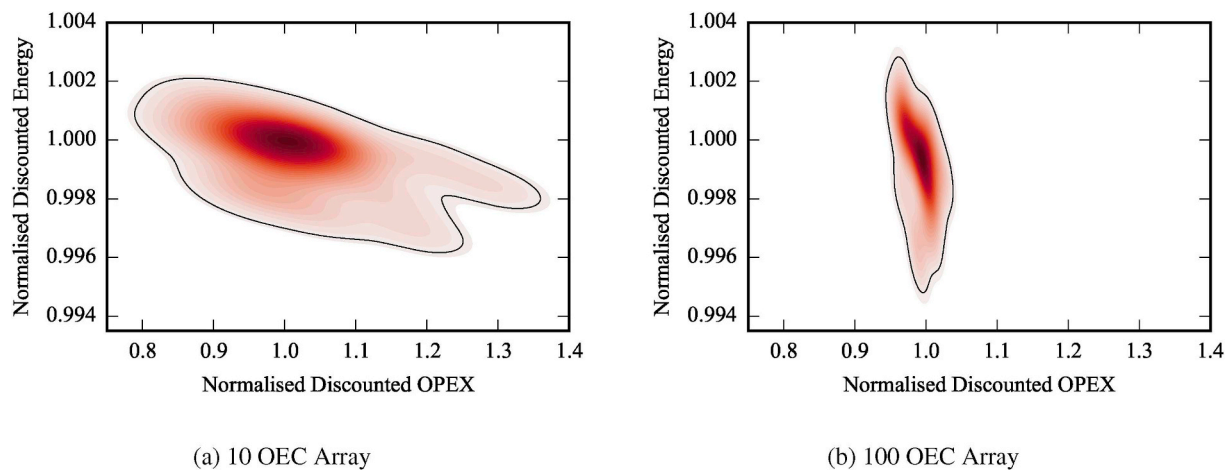 1.004
1.002
1.000
0.998
0.996
0.994
Normalised Discounted Energy
0.8 0.9 1.0 1.1 1.2 1.3 1.4
Normalised Discounted OPEX
(a) 10 OEC Array
1.004
1.002
1.000
0.998
0.996
0.994
Normalised Discounted Energy
0.8 0.9 1.0 1.1 1.2 1.3 1.4
Normalised Discounted OPEX
(b) 100 OEC Array